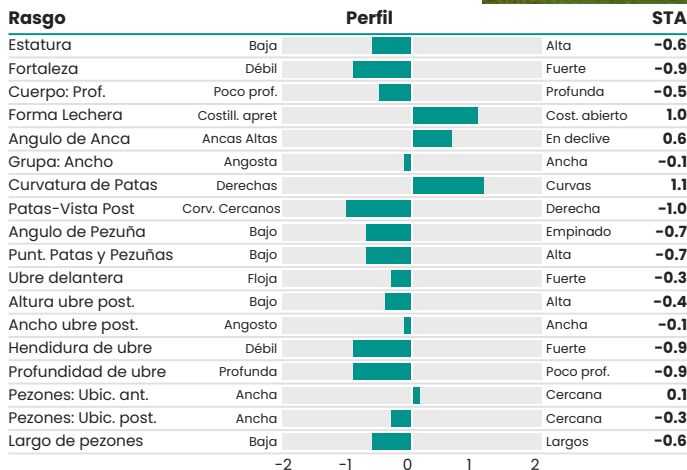 Rasgo Perfil STA
Estatura Baja Alta -0.6
Fortaleza Débil Fuerte -0.9
Cuerpo: Prof. Poco prof. Profunda -0.5
Forma Lechera Costill. apret Cost. abierto 1.0
Angulo de Anca Ancas Altas En declive 0.6
Grupa: Ancho Angosta Ancha -0.1
Curvatura de Patas Derechas Curvas 1.1
Patas-Vista Post Corv. Cercanos Derecha -1.0
Angulo de Pezuña Bajo Empinado -0.7
Punt. Patas y Pezuñas Bajo Alta -0.7
Ubre delantera Floja Fuerte -0.3
Altura ubre post. Bajo Alta -0.4
Ancho ubre post. Angosto Ancha -0.1
Hendidura de ubre Débil Fuerte -0.9
Profundidad de ubre Profunda Poco prof. -0.9
Pezones: Ubic. ant. Ancha Cercana 0.1
Pezones: Ubic. post. Ancha Cercana -0.3
Largo de pezones Baja Largos -0.6
-2 -1 0 1 2